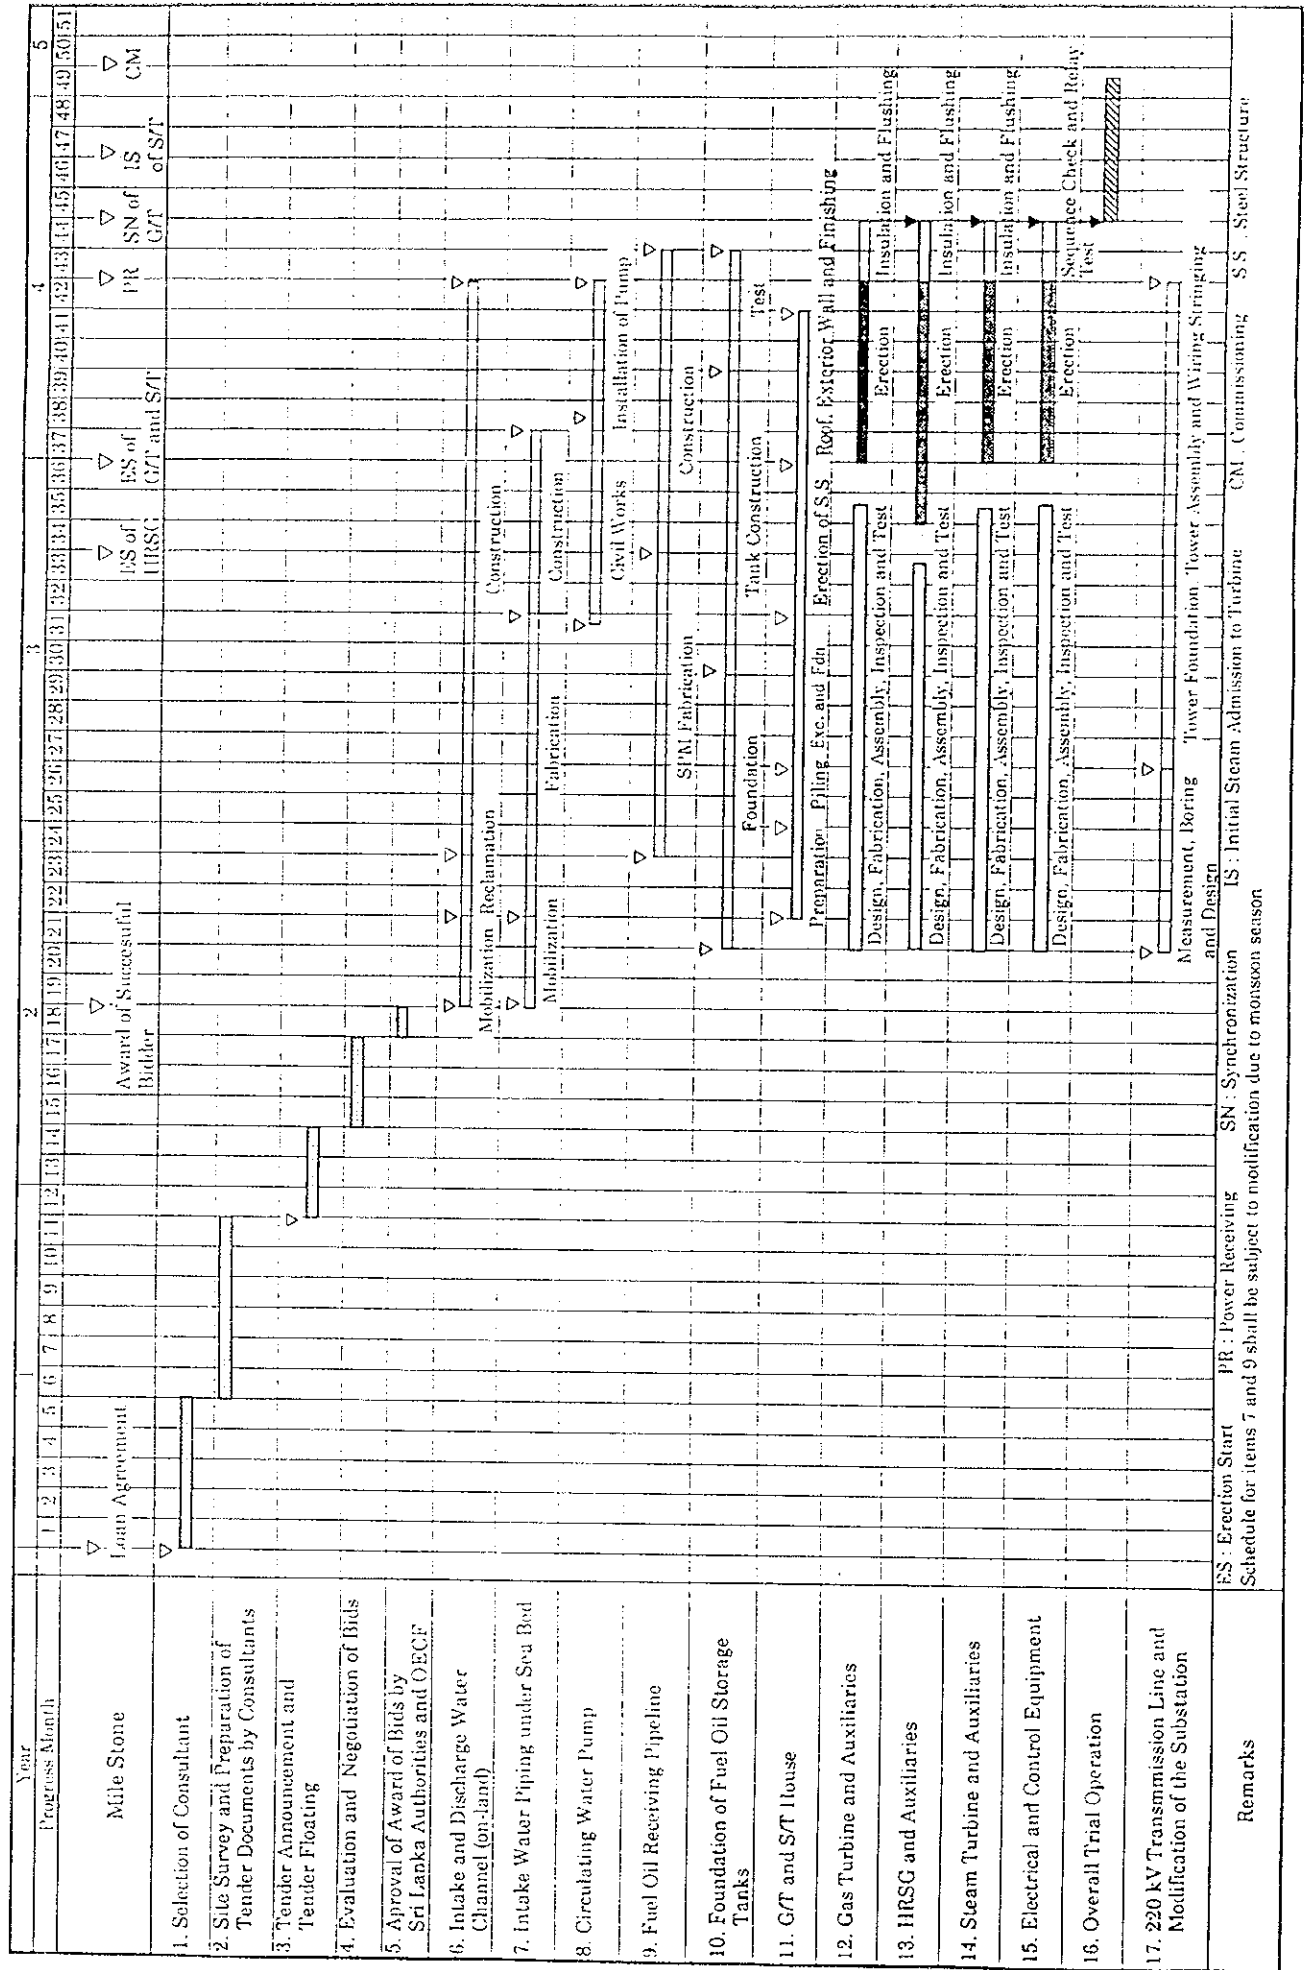 Year 1 2 3 4 5
Progress Month 1 2 3 4 5 6 7 8 9 10 11 12 13 14 15 16 17 18 19 20 21 22 23 24 25 26 27 28 29 30 31 32 33 34 35 36 37 38 39 40 41 42 43 44 45 46 47 48 49 50 51
Mile Stone
Loan Agreement
Award of Successful
Bidder
ES of
HRSG
ES of
G/T and S/T
PR
SN of
G/T
IS
of S/T
CM
1. Selection of Consultant
2. Site Survey and Preparation of
Tender Documents by Consultants
3. Tender Announcement and
Tender Floating
4. Evaluation and Negotiation of Bids
5. Aproval of Award of Bids by
Sri Lanka Authorities and OECF
6. Intake and Discharge Water
Channel (on-land)
Mobilization Reclamation Construction
7. Intake Water Piping under Sea Bed
Mobilization Fabrication Construction
8. Circulating Water Pump
Civil Works Installation of Pump
9. Fuel Oil Receiving Pipeline
SPM Fabrication Construction
10. Foundation of Fuel Oil Storage
Tanks
Foundation Tank Construction Test
11. G/T and S/T House
Preparation Piling, Exc. and Fdn Erection of S.S. Roof, Exterior Wall and Finishing
12. Gas Turbine and Auxiliaries
Design, Fabrication, Assembly, Inspection and Test Erection Insulation and Flushing
13. HRSG and Auxiliaries
Design, Fabrication, Assembly, Inspection and Test Erection Insulation and Flushing
14. Steam Turbine and Auxiliaries
Design, Fabrication, Assembly, Inspection and Test Erection Insulation and Flushing
15. Electrical and Control Equipment
Design, Fabrication, Assembly, Inspection and Test Erection Sequence Check and Relay
Test
16. Overall Trial Operation
17. 220 kV Transmission Line and
Modification of the Substation
Measurement, Boring Tower Foundation, Tower Assembly and Wiring Stringing
and Design
Remarks
ES : Erection Start PR : Power Receiving SN : Synchronization IS : Initial Steam Admission to Turbine CM . Commissioning S S . Steel Structure
Schedule for items 7 and 9 shall be subject to modification due to monsoon season